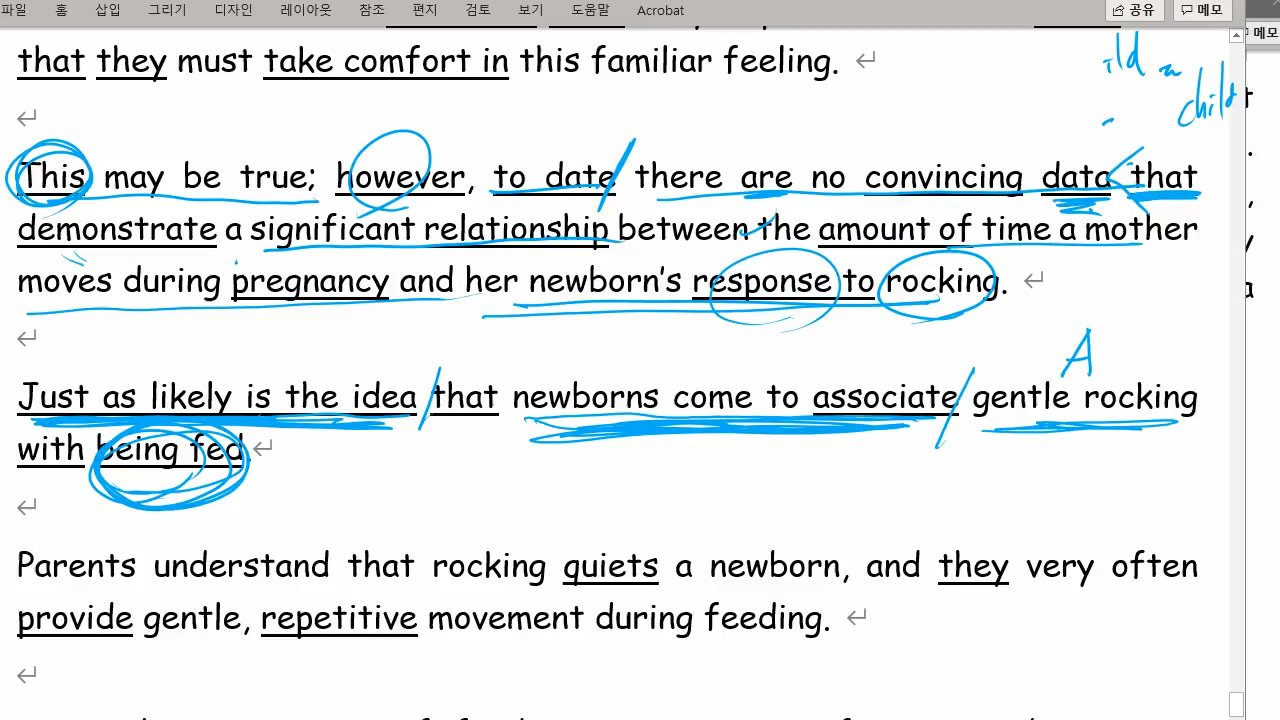 파일 홈 삽입 그리기 디자인 레이아웃 참조 편지 검토 보기 도움말 Acrobat 공유 메모
메모
that they must take comfort in this familiar feeling.
child
This may be true; however, to date there are no convincing data that
demonstrate a significant relationship between the amount of time a mother
moves during pregnancy and her newborn's response to rocking.
A
Just as likely is the idea that newborns come to associate gentle rocking
with being fed.
Parents understand that rocking quiets a newborn, and they very often
provide gentle, repetitive movement during feeding.